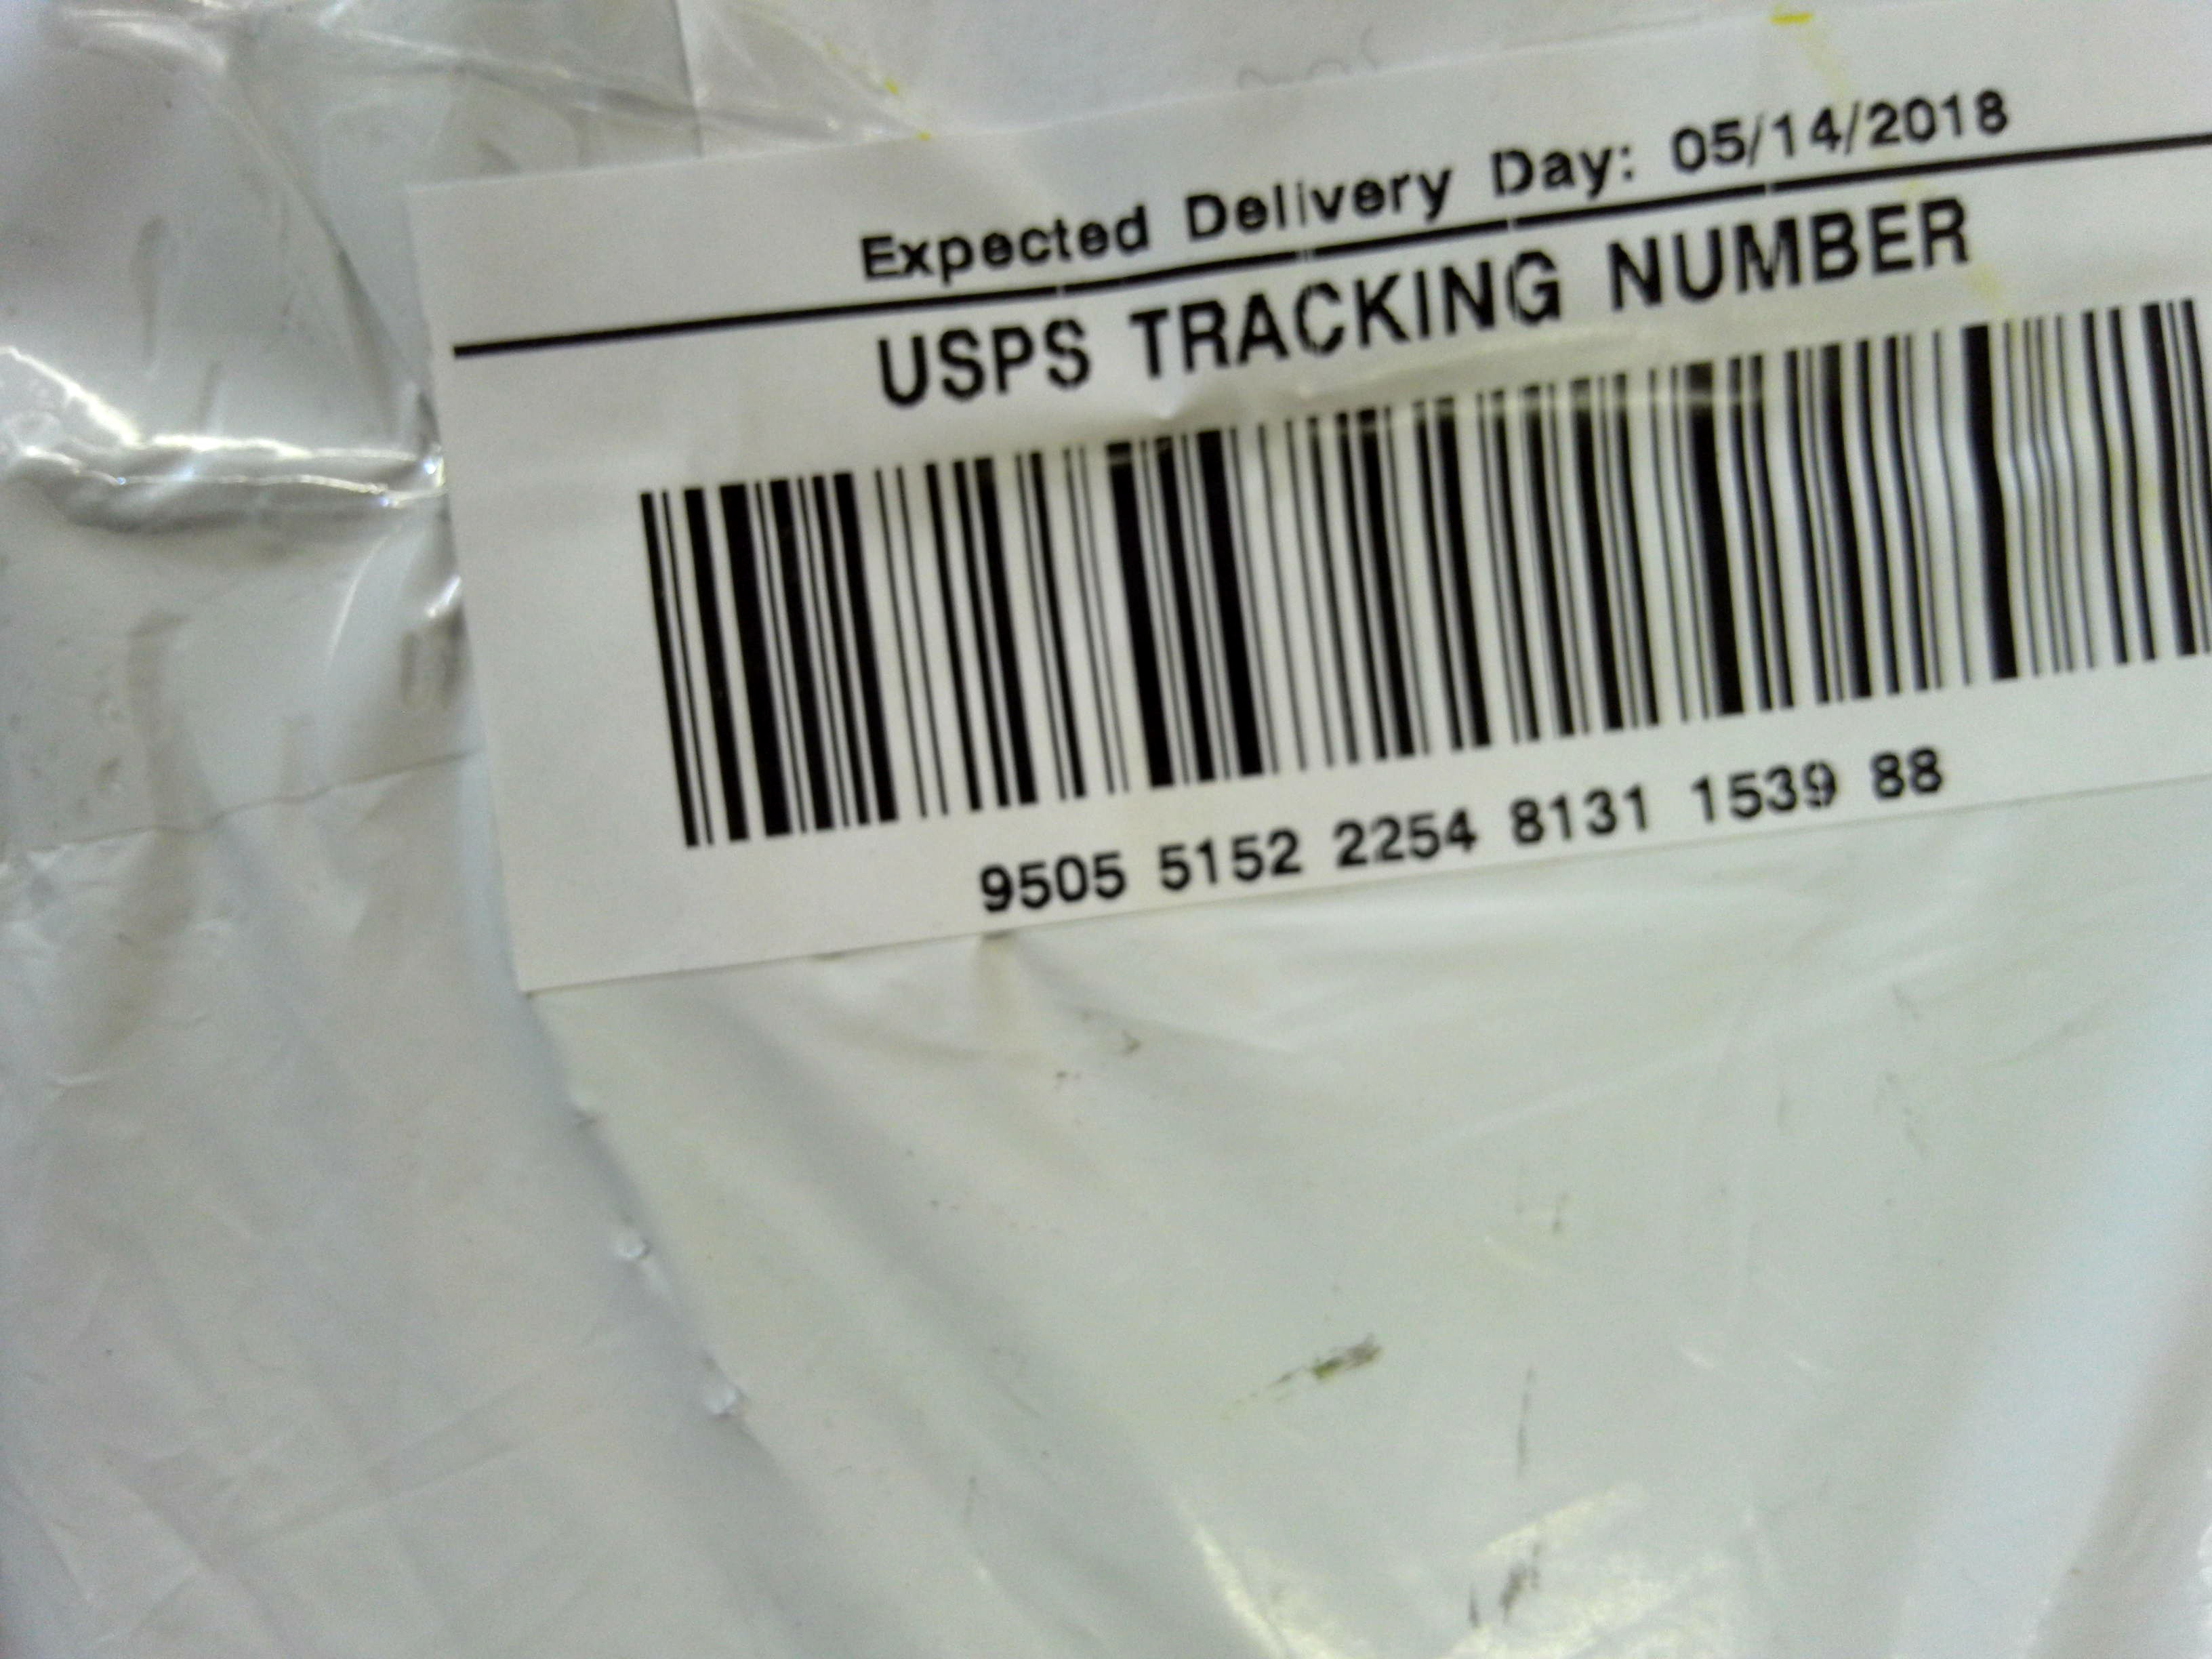 Expected Delivery Day: 05/14/2018
USPS TRACKING NUMBER
9505 5152 2254 8131 1539 88